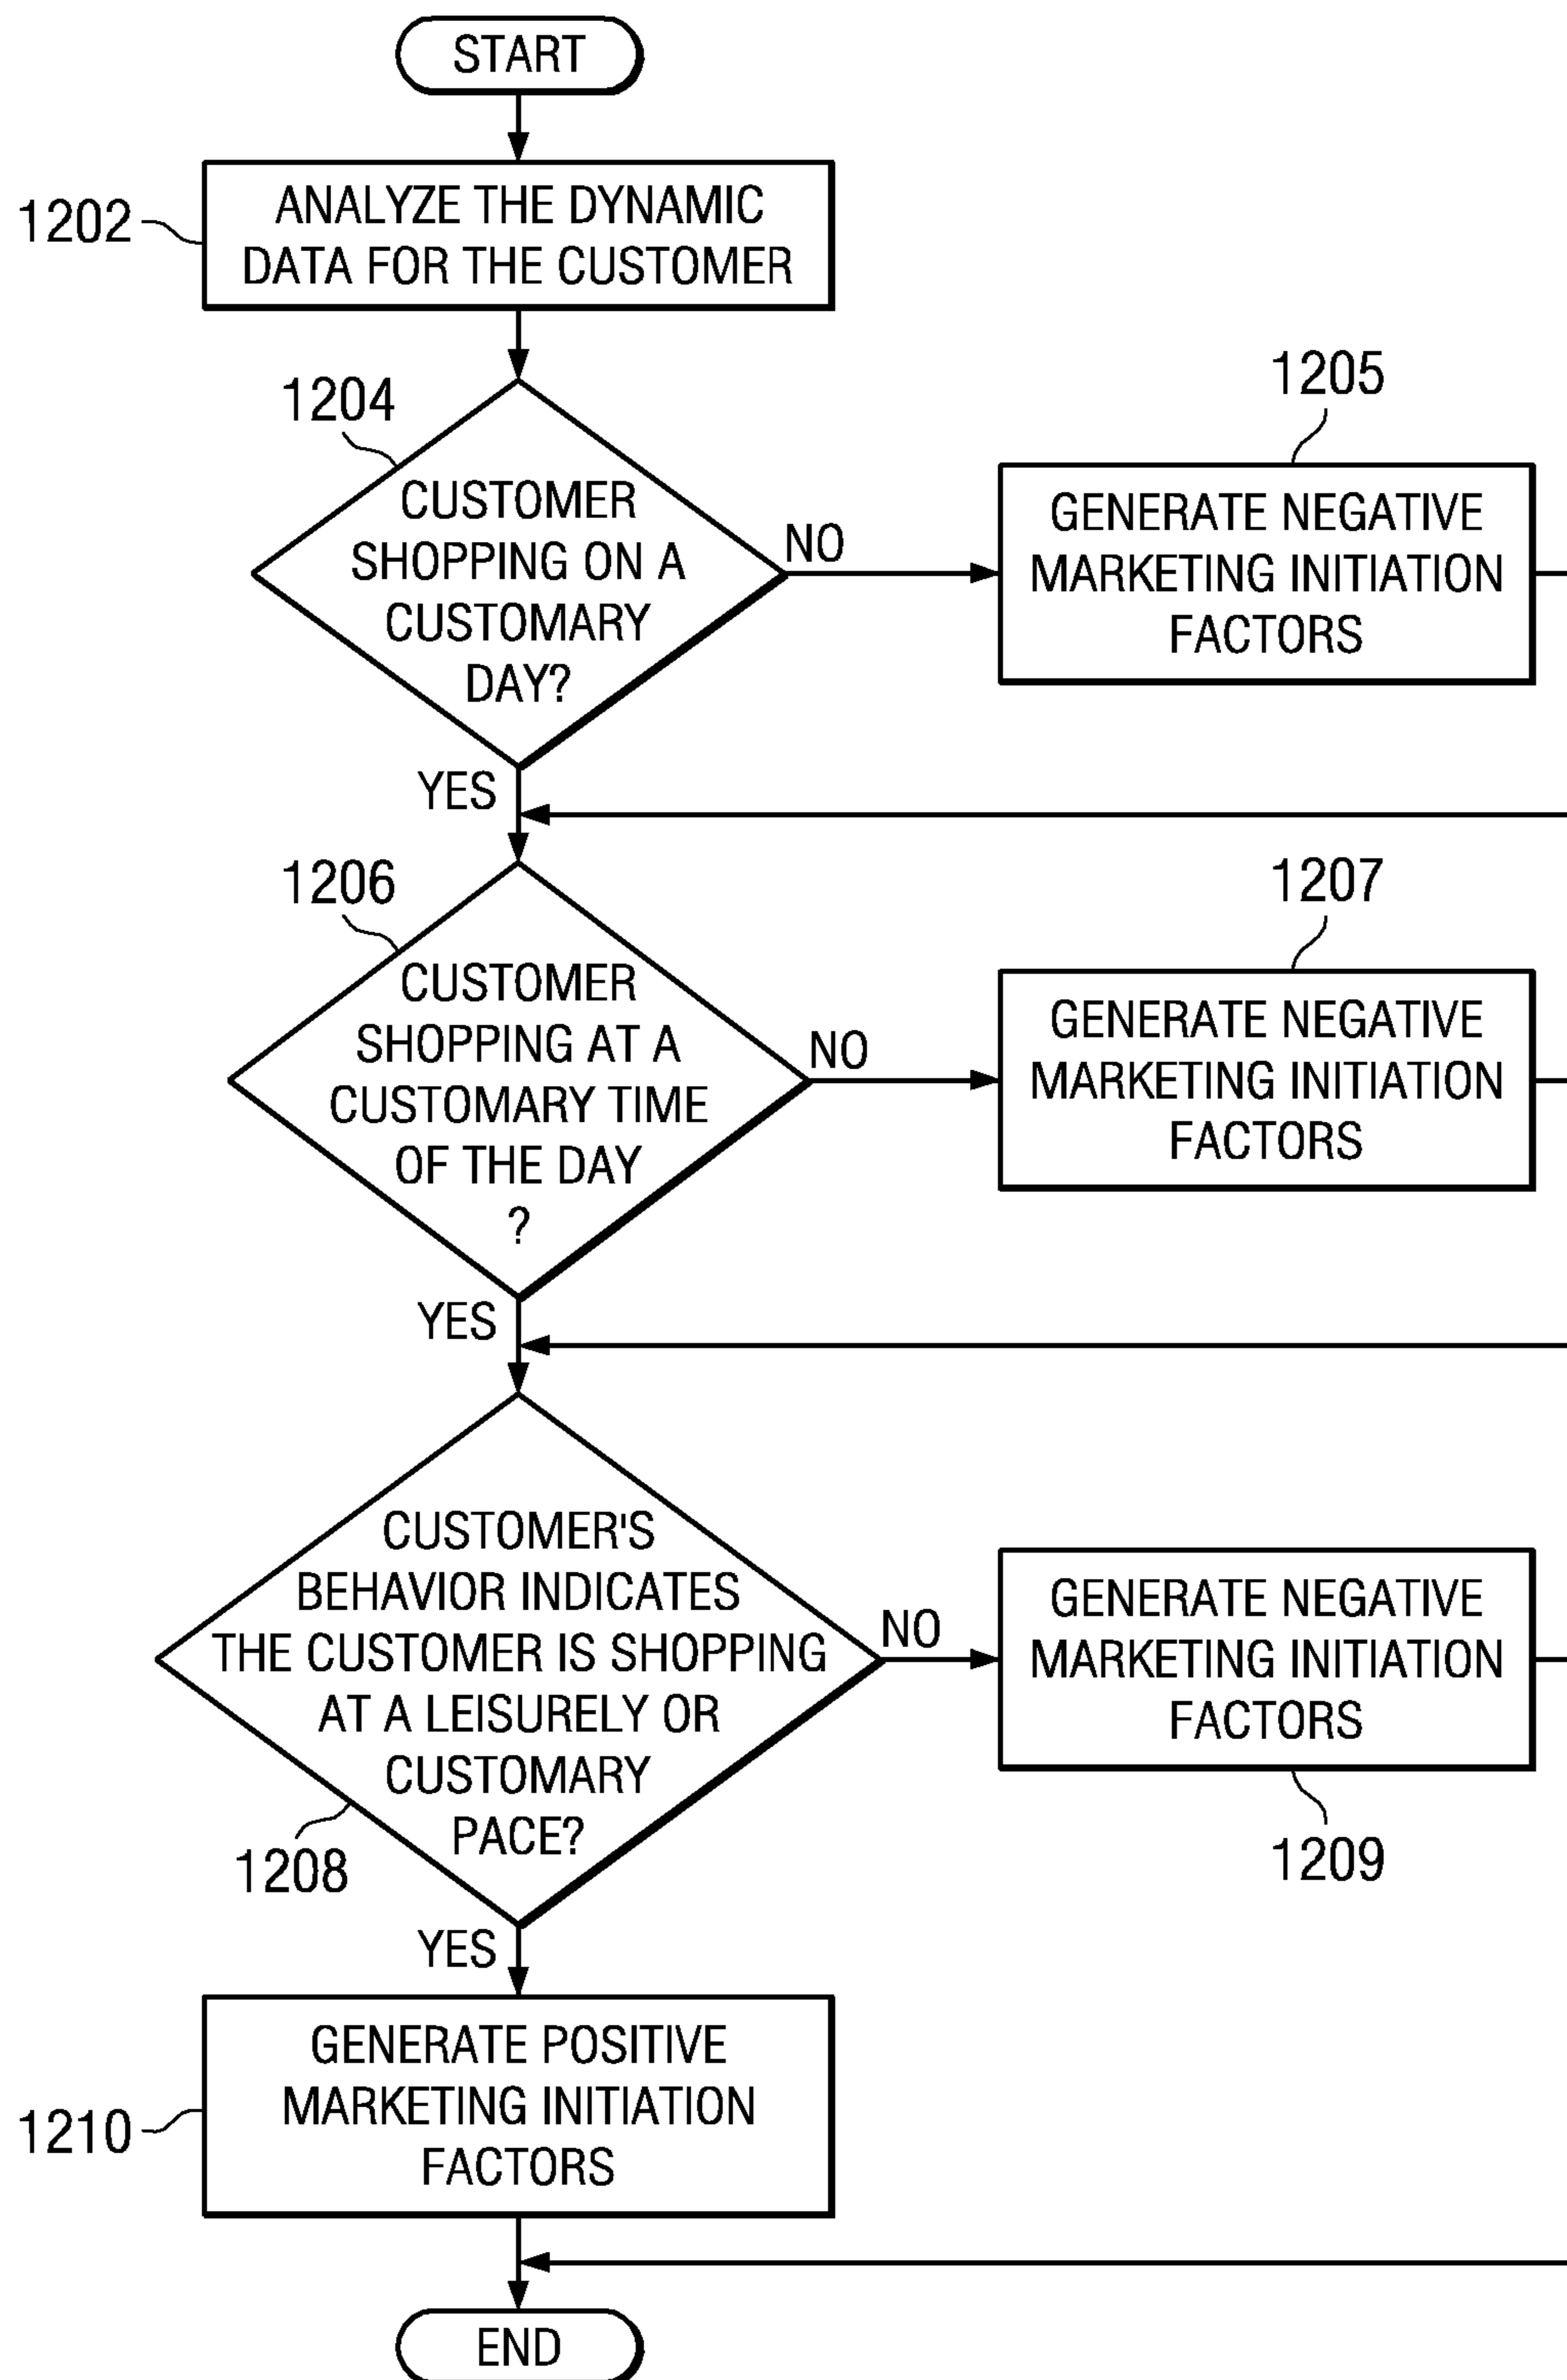 START
1202
ANALYZE THE DYNAMIC
DATA FOR THE CUSTOMER
1204
CUSTOMER
SHOPPING ON A
CUSTOMARY
DAY?
NO
1205
GENERATE NEGATIVE
MARKETING INITIATION
FACTORS
YES
1206
CUSTOMER
SHOPPING AT A
CUSTOMARY TIME
OF THE DAY
?
NO
1207
GENERATE NEGATIVE
MARKETING INITIATION
FACTORS
YES
CUSTOMER'S
BEHAVIOR INDICATES
THE CUSTOMER IS SHOPPING
AT A LEISURELY OR
CUSTOMARY
PACE?
1208
NO
GENERATE NEGATIVE
MARKETING INITIATION
FACTORS
1209
YES
GENERATE POSITIVE
MARKETING INITIATION
FACTORS
1210
END